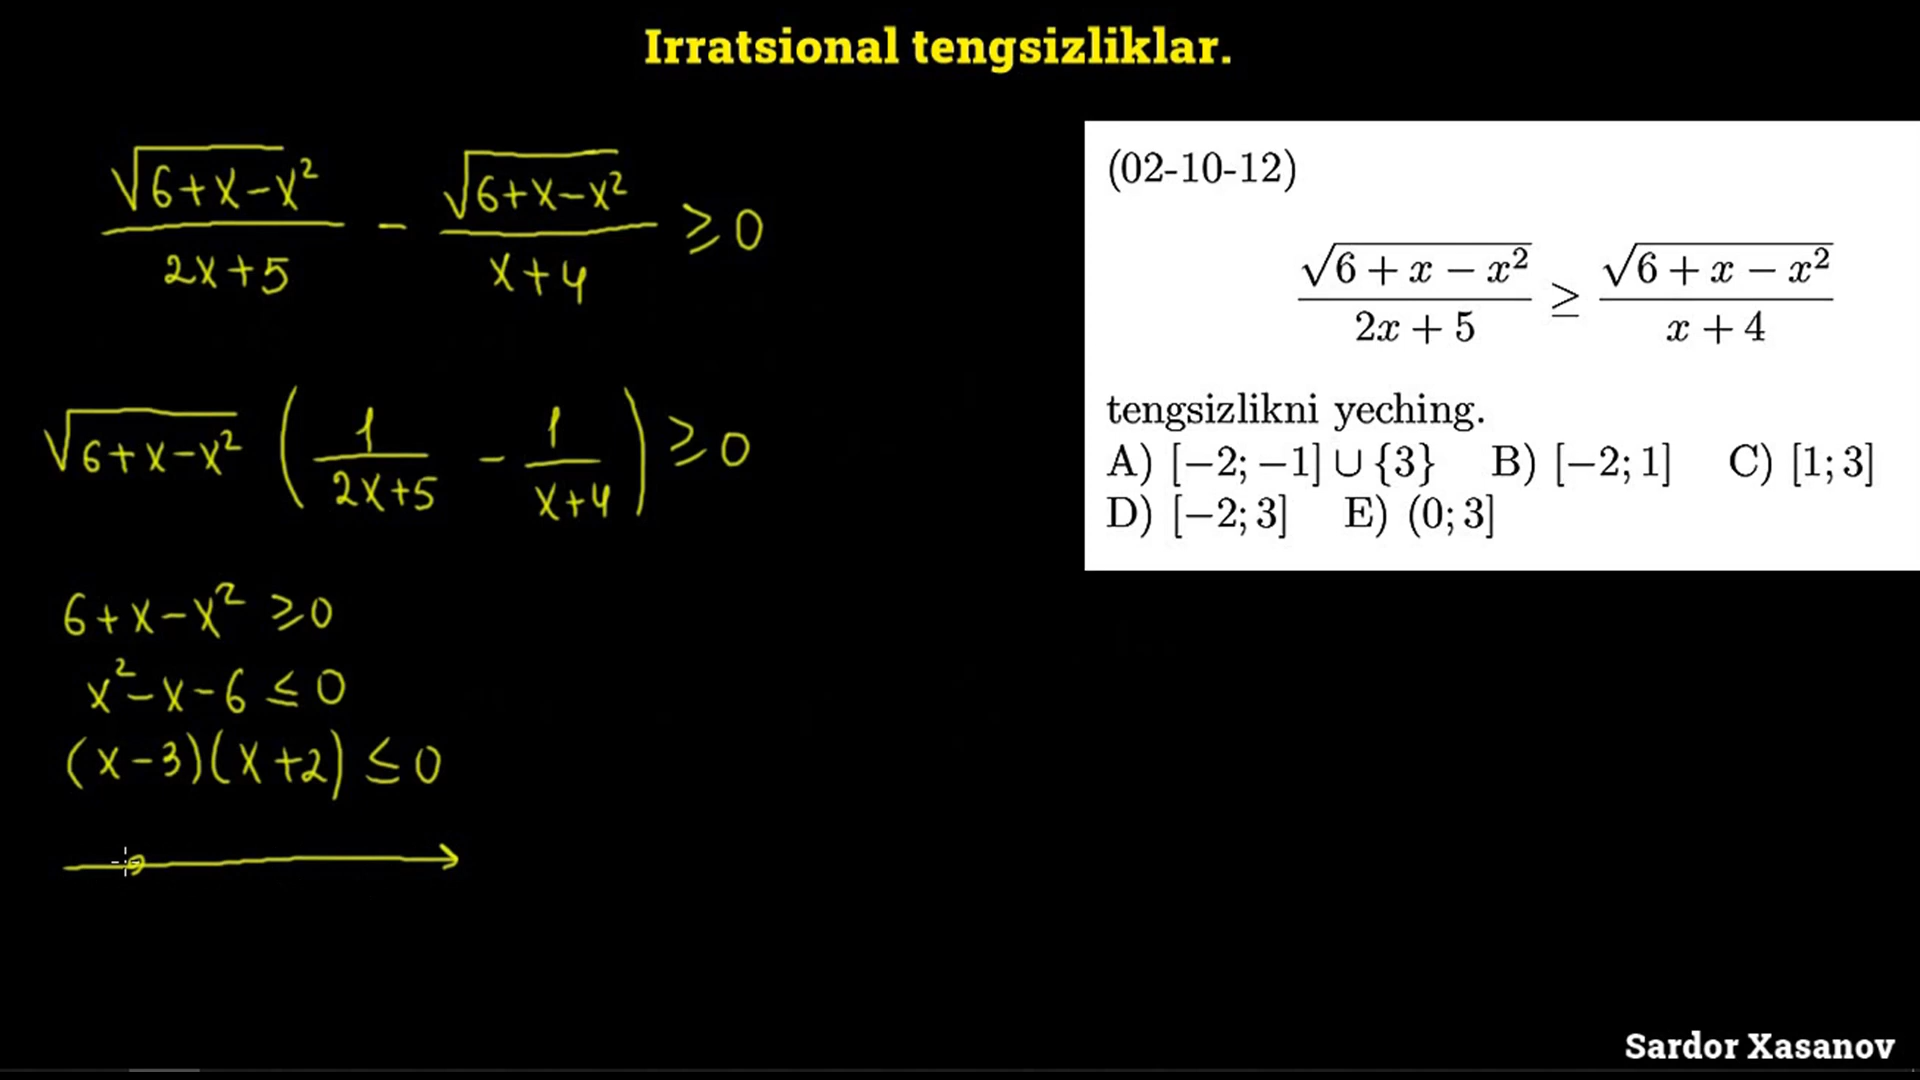 Irratsional tengsizliklar.
√(6+x-x²)/(2x+5) - √(6+x-x²)/(x+4) ≥ 0
√(6+x-x²) (1/(2x+5) - 1/(x+4)) ≥ 0
6+x-x² ≥ 0
x²-x-6 ≤ 0
(x-3)(x+2) ≤ 0
(02-10-12)
√(6 + x − x²)/(2x + 5) ≥ √(6 + x − x²)/(x + 4)
tengsizlikni yeching.
A) [−2; −1] ∪ {3} B) [−2; 1] C) [1; 3]
D) [−2; 3] E) (0; 3]
Sardor Xasanov